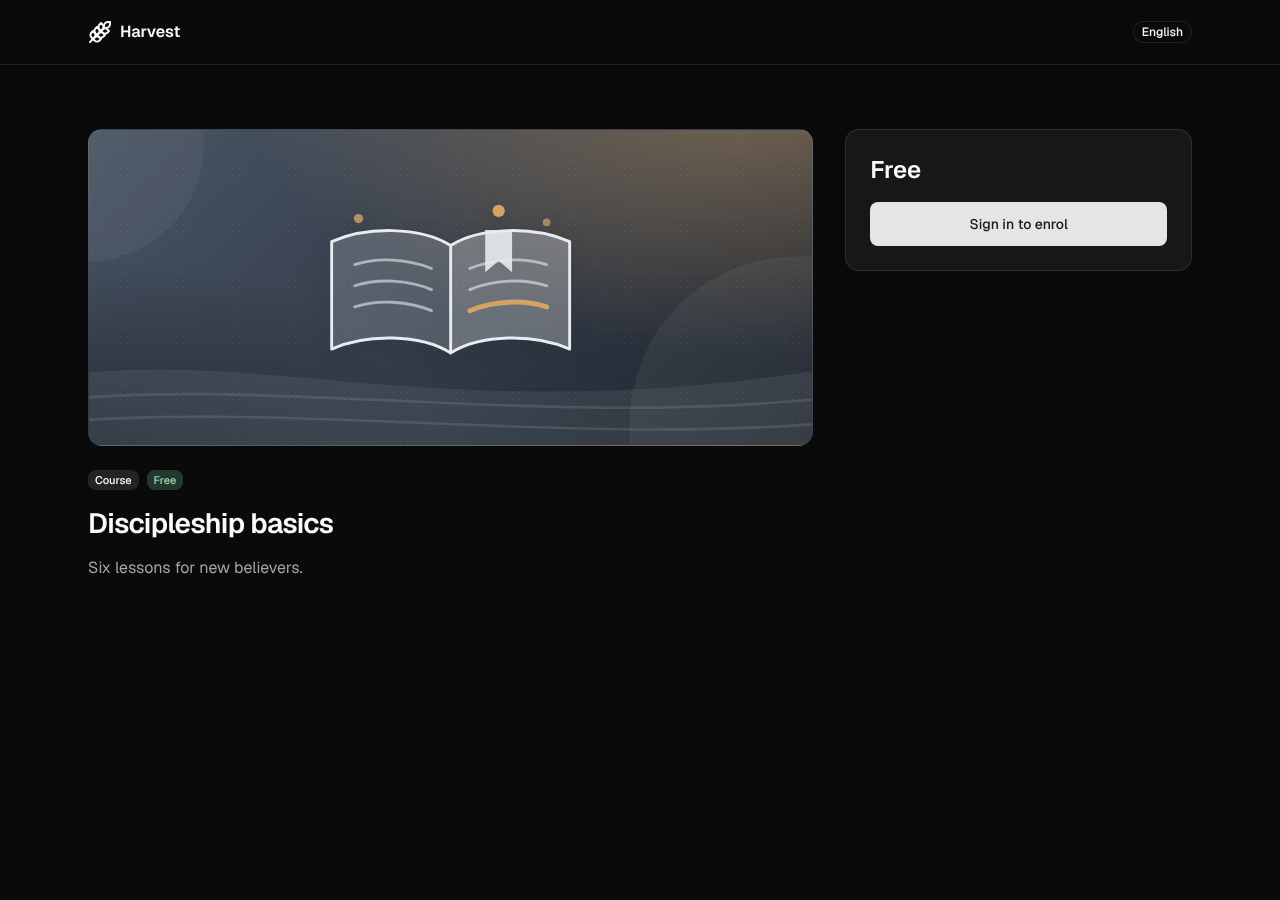 Harvest
English
Free
Sign in to enrol
Course
Free
Discipleship basics
Six lessons for new believers.